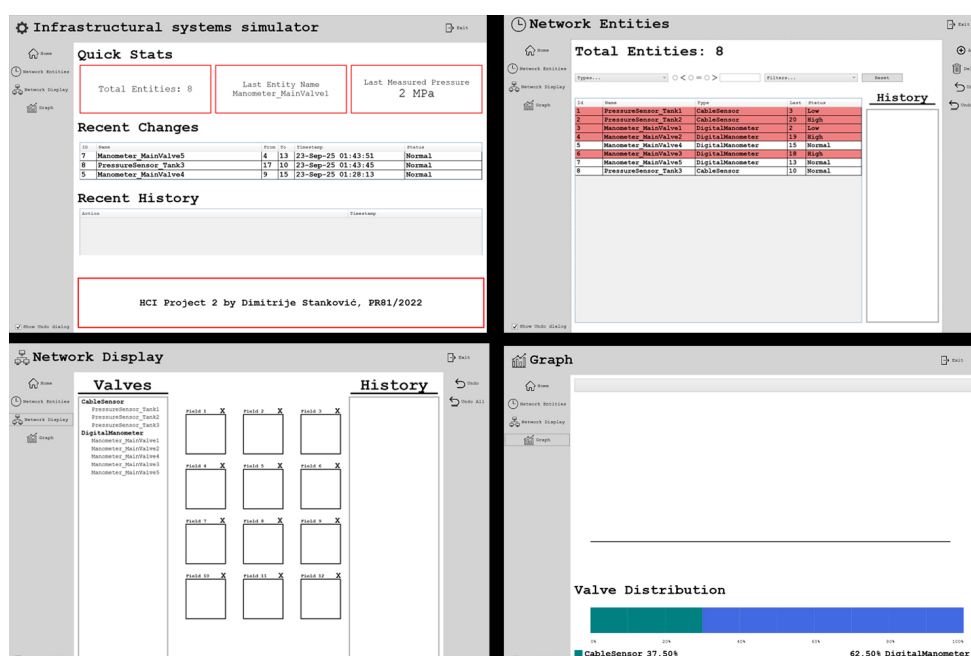 Infrastructural systems simulator
Exit
Home
Network Entities
Network Display
Graph
Quick Stats
Total Entities: 8
Last Entity Name
Manometer_MainValve1
Last Measured Pressure
2 MPa
Recent Changes
ID Name From To Timestamp Status
7 Manometer_MainValve5 4 13 23-Sep-25 01:43:51 Normal
8 PressureSensor_Tank3 17 10 23-Sep-25 01:43:45 Normal
5 Manometer_MainValve4 9 15 23-Sep-25 01:28:13 Normal
Recent History
Action Timestamp
HCI Project 2 by Dimitrije Stanković, PR81/2022
Show Undo dialog
Network Entities
Exit
Home
Network Entities
Network Display
Graph
Total Entities: 8
Types... < = > Filters... Reset
History
Id Name Type Last Status
1 PressureSensor_Tank1 CableSensor 3 Low
2 PressureSensor_Tank2 CableSensor 20 High
3 Manometer_MainValve1 DigitalManometer 2 Low
4 Manometer_MainValve2 DigitalManometer 19 High
5 Manometer_MainValve4 DigitalManometer 15 Normal
6 Manometer_MainValve3 DigitalManometer 18 High
7 Manometer_MainValve5 DigitalManometer 13 Normal
8 PressureSensor_Tank3 CableSensor 10 Normal
Show Undo dialog
Network Display
Exit
Home
Network Entities
Network Display
Graph
Valves
CableSensor
PressureSensor_Tank1
PressureSensor_Tank2
PressureSensor_Tank3
DigitalManometer
Manometer_MainValve1
Manometer_MainValve2
Manometer_MainValve4
Manometer_MainValve3
Manometer_MainValve5
Field 1 X Field 2 X Field 3 X
Field 4 X Field 5 X Field 6 X
Field 7 X Field 8 X Field 9 X
Field 10 X Field 11 X Field 12 X
History
Undo
Undo All
Graph
Exit
Home
Network Entities
Network Display
Graph
Valve Distribution
0% 20% 40% 60% 80% 100%
CableSensor 37.50% 62.50% DigitalManometer